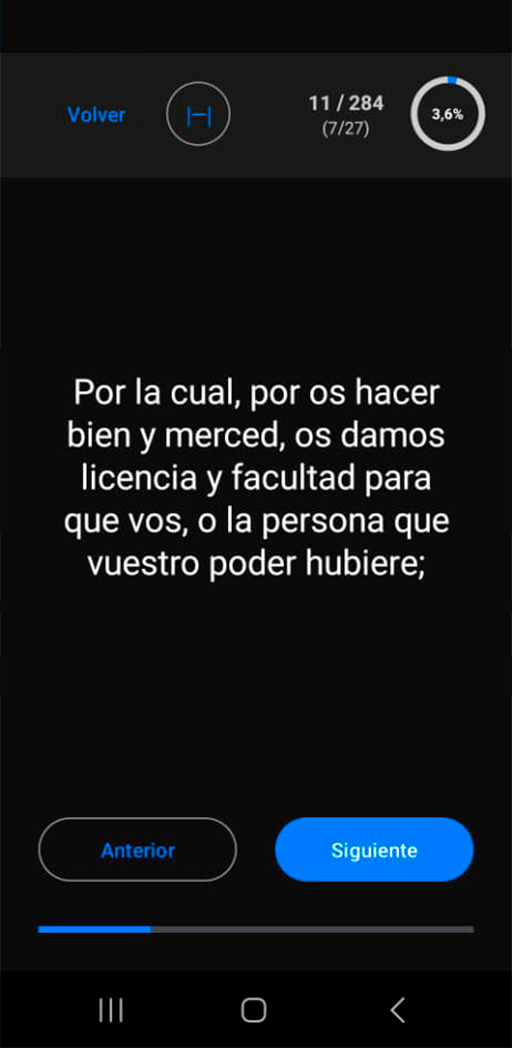 Volver
11 / 284
(7/27)
3,6%
Por la cual, por os hacer
bien y merced, os damos
licencia y facultad para
que vos, o la persona que
vuestro poder hubiere;
Anterior
Siguiente